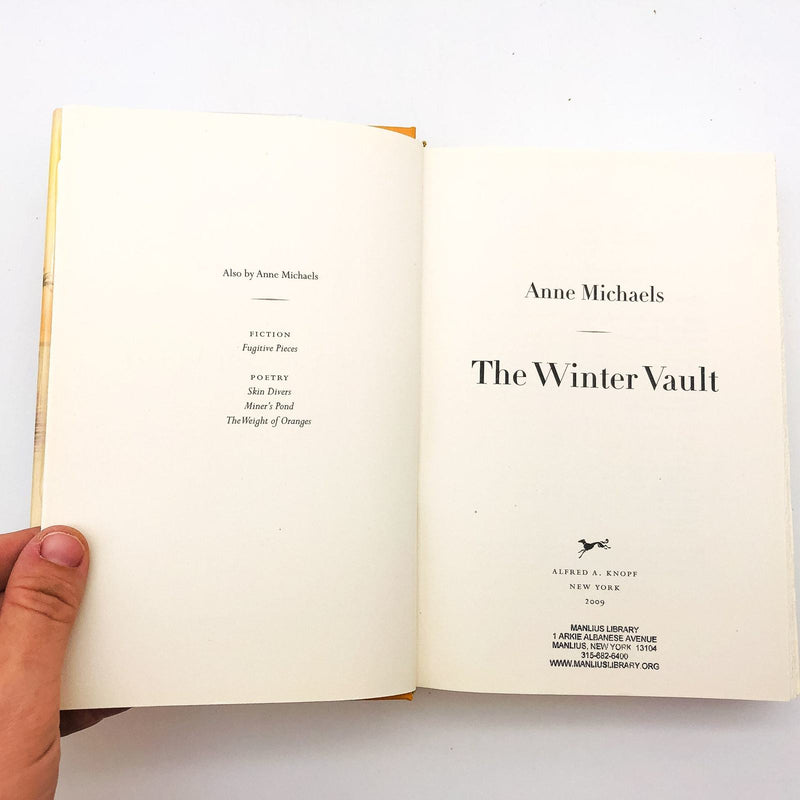 Also by Anne Michaels
FICTION
Fugitive Pieces
POETRY
Skin Divers
Miner's Pond
The Weight of Oranges
Anne Michaels
The Winter Vault
ALFRED A. KNOPF
NEW YORK
2009
MANLIUS LIBRARY
1 ARKIE ALBANESE AVENUE
MANLIUS, NEW YORK 13104
315-682-6400
WWW.MANLIUSLIBRARY.ORG